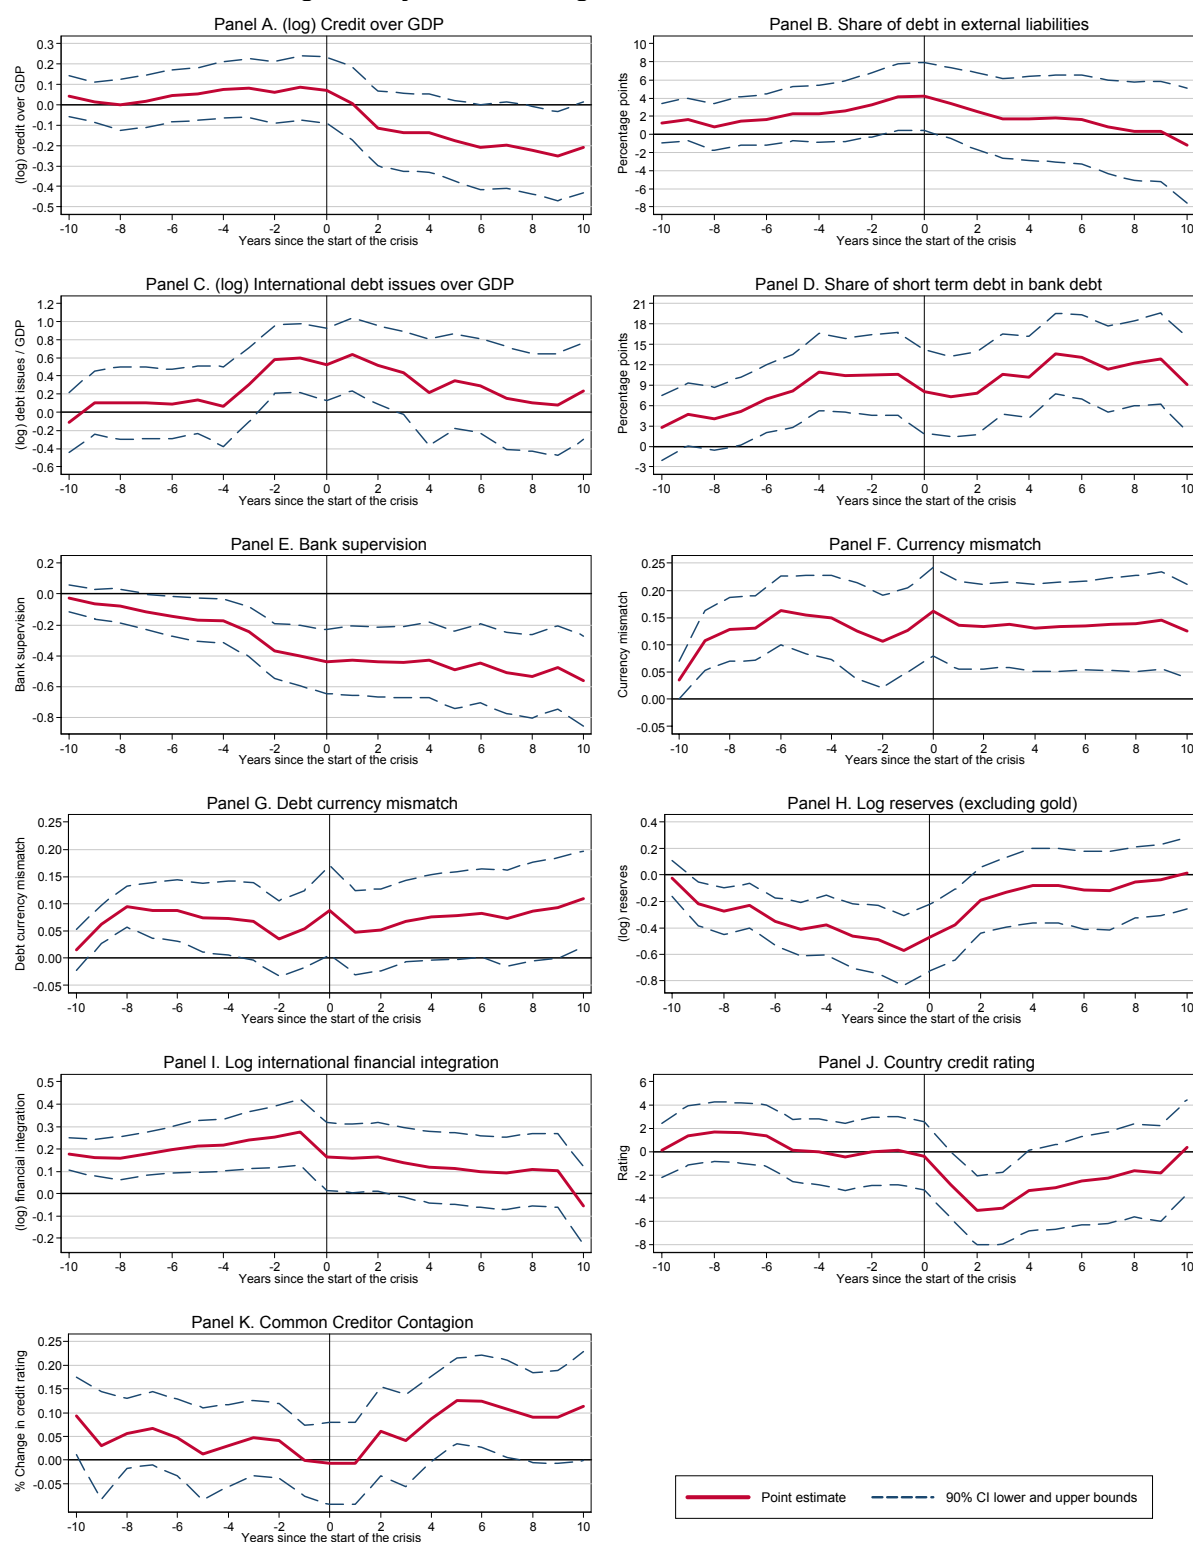 Panel A. (log) Credit over GDP
(log) credit over GDP
0.3
0.2
0.1
0.0
-0.1
-0.2
-0.3
-0.4
-0.5
-10 -8 -6 -4 -2 0 2 4 6 8 10
Years since the start of the crisis
Panel B. Share of debt in external liabilities
Percentage points
10
8
6
4
2
0
-2
-4
-6
-8
-10 -8 -6 -4 -2 0 2 4 6 8 10
Years since the start of the crisis
Panel C. (log) International debt issues over GDP
(log) debt issues / GDP
1.2
1.0
0.8
0.6
0.4
0.2
0.0
-0.2
-0.4
-0.6
-10 -8 -6 -4 -2 0 2 4 6 8 10
Years since the start of the crisis
Panel D. Share of short term debt in bank debt
Percentage points
21
18
15
12
9
6
3
0
-3
-10 -8 -6 -4 -2 0 2 4 6 8 10
Years since the start of the crisis
Panel E. Bank supervision
Bank supervision
0.2
0.0
-0.2
-0.4
-0.6
-0.8
-10 -8 -6 -4 -2 0 2 4 6 8 10
Years since the start of the crisis
Panel F. Currency mismatch
Currency mismatch
0.25
0.20
0.15
0.10
0.05
0.00
-0.05
-10 -8 -6 -4 -2 0 2 4 6 8 10
Years since the start of the crisis
Panel G. Debt currency mismatch
Debt currency mismatch
0.25
0.20
0.15
0.10
0.05
0.00
-0.05
-10 -8 -6 -4 -2 0 2 4 6 8 10
Years since the start of the crisis
Panel H. Log reserves (excluding gold)
(log) reserves
0.4
0.2
0.0
-0.2
-0.4
-0.6
-0.8
-10 -8 -6 -4 -2 0 2 4 6 8 10
Years since the start of the crisis
Panel I. Log international financial integration
(log) financial integration
0.5
0.4
0.3
0.2
0.1
0.0
-0.1
-0.2
-10 -8 -6 -4 -2 0 2 4 6 8 10
Years since the start of the crisis
Panel J. Country credit rating
Rating
6
4
2
0
-2
-4
-6
-8
-10 -8 -6 -4 -2 0 2 4 6 8 10
Years since the start of the crisis
Panel K. Common Creditor Contagion
% Change in credit rating
0.25
0.20
0.15
0.10
0.05
0.00
-0.05
-10 -8 -6 -4 -2 0 2 4 6 8 10
Years since the start of the crisis
Point estimate
90% CI lower and upper bounds